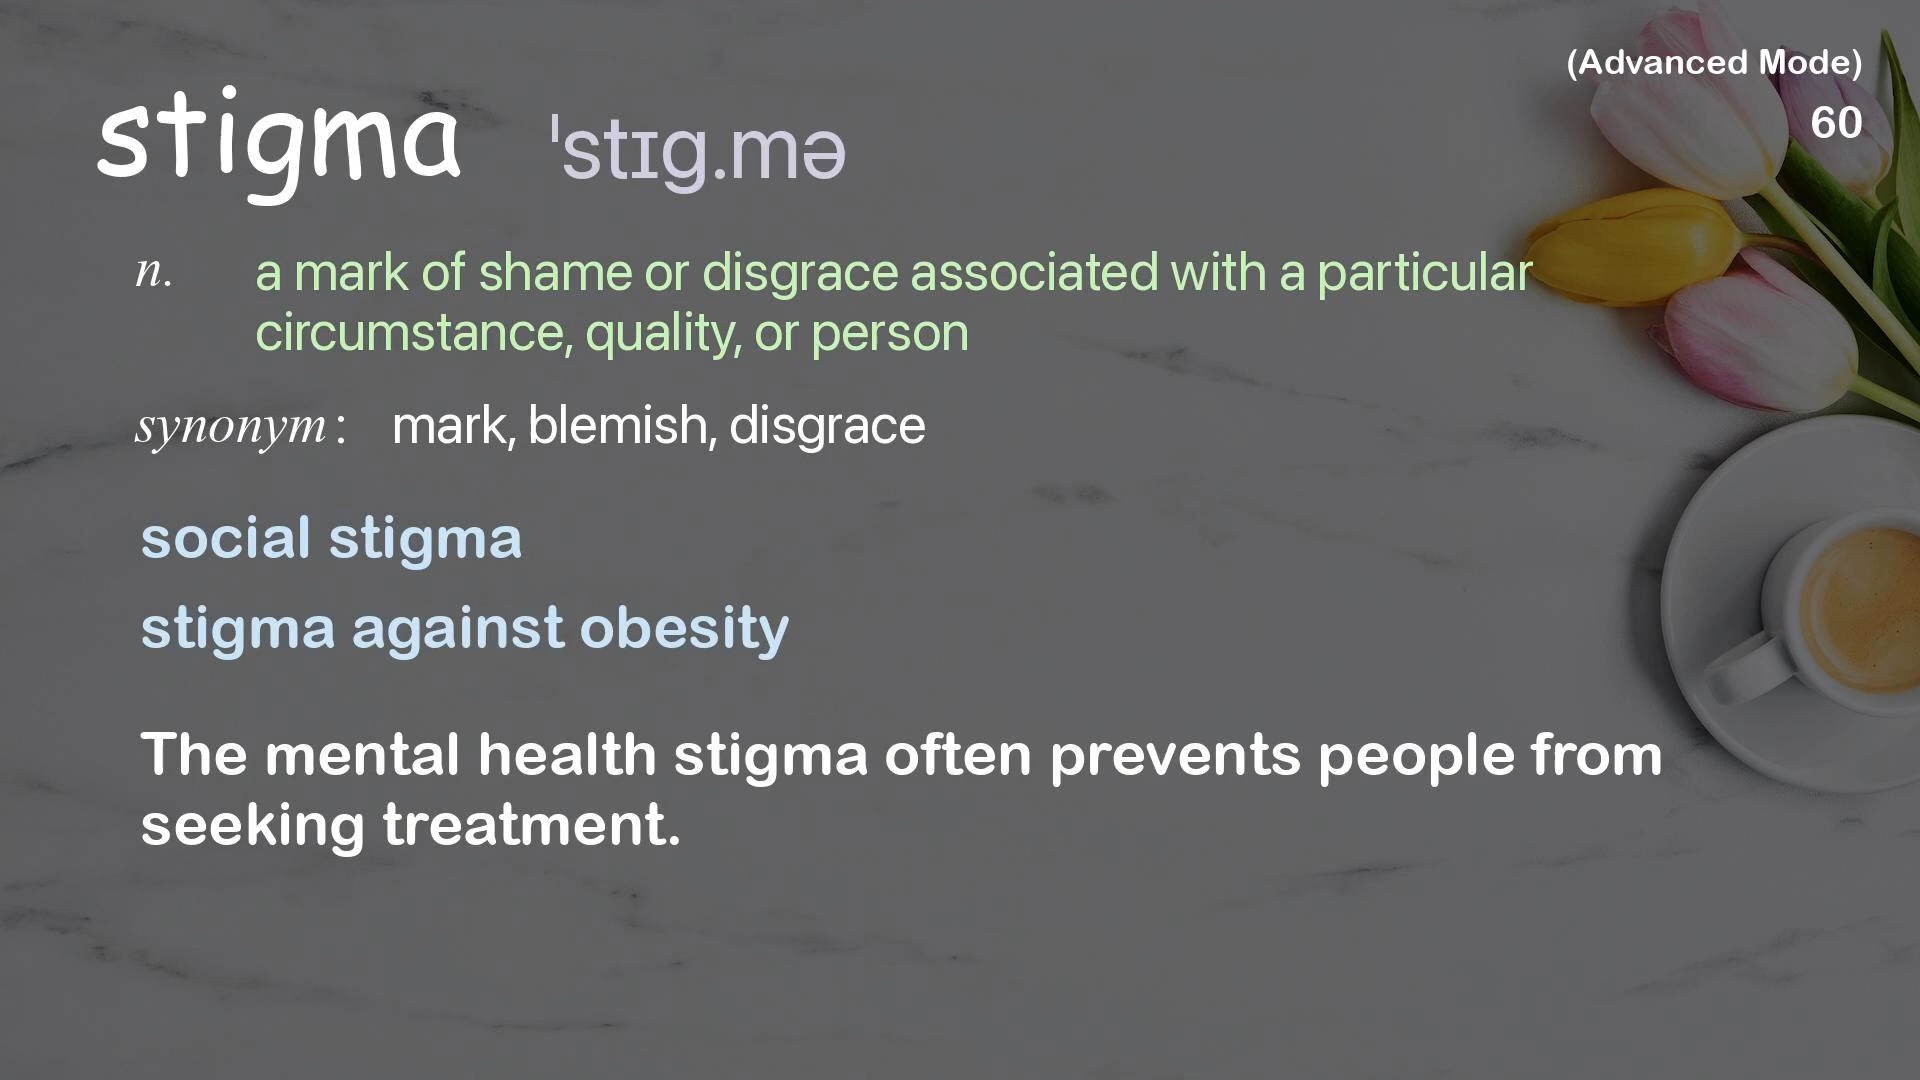 (Advanced Mode)
60
stigma ˈstɪg.mə
n. a mark of shame or disgrace associated with a particular
circumstance, quality, or person
synonym: mark, blemish, disgrace
social stigma
stigma against obesity
The mental health stigma often prevents people from
seeking treatment.